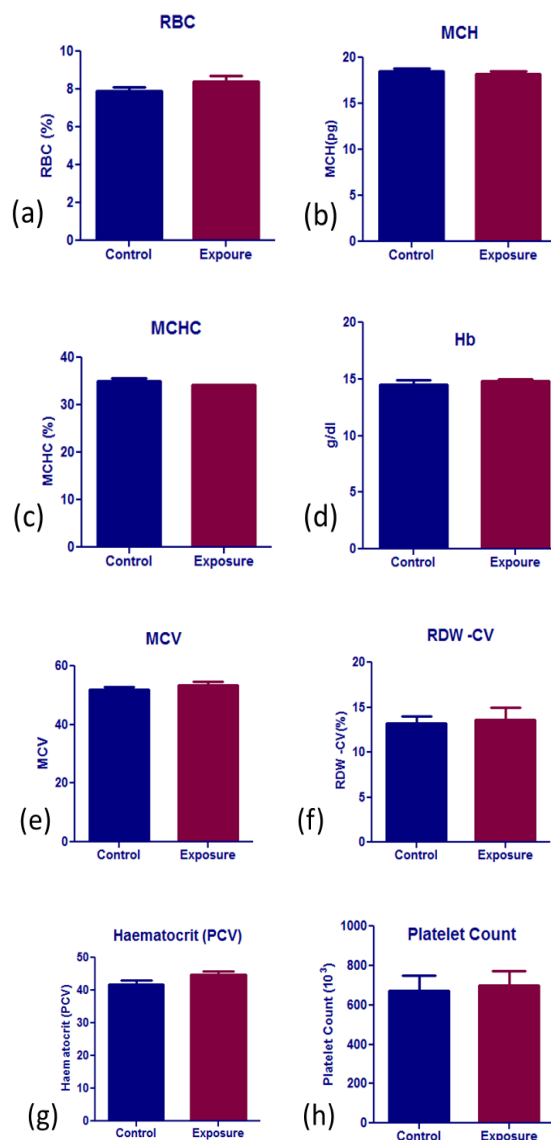 RBC
RBC (%)
10
8
6
4
2
0
Control Expoure
(a)
MCH
MCH(pg)
20
15
10
5
0
Control Exposure
(b)
MCHC
MCHC (%)
40
30
20
10
0
Control Exposure
(c)
Hb
g/dl
20
15
10
5
0
Control Expoure
(d)
MCV
MCV
60
40
20
0
Control Exposure
(e)
RDW -CV
RDW -CV(%)
20
15
10
5
0
Control Exposure
(f)
Haematocrit (PCV)
Haematocrit (PCV)
50
40
30
20
10
0
Control Exposure
(g)
Platelet Count
Platelet Count (10³)
1000
800
600
400
200
0
Control Exposure
(h)